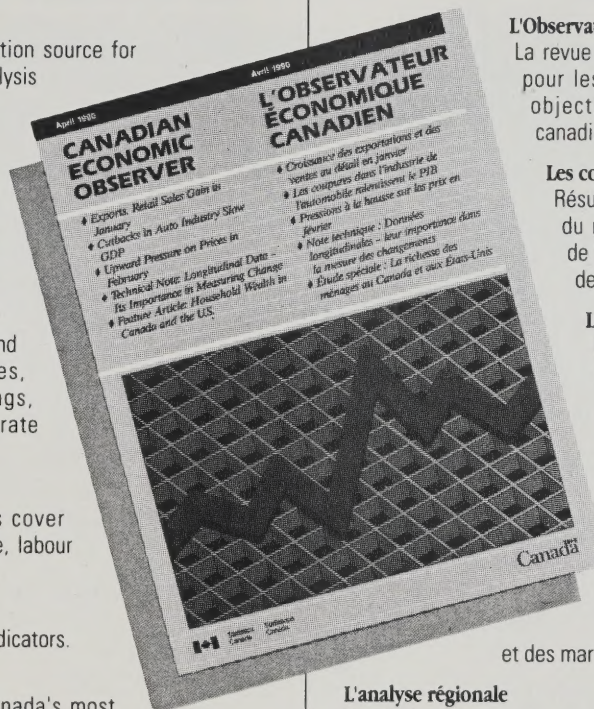 tion source for
lysis
nd
es,
ngs,
rate
s cover
e, labour
dicators.
nada's most
April 1990
CANADIAN
ECONOMIC
OBSERVER
♦ Exports, Retail Sales Gain in
January
♦ Cutbacks in Auto Industry Slow
GDP
♦ Upward Pressure on Prices in
February
♦ Technical Note: Longitudinal Data –
Its Importance in Measuring Change
♦ Feature Article: Household Wealth in
Canada and the U.S.
Avril 1990
L'OBSERVATEUR
ÉCONOMIQUE
CANADIEN
♦ Croissance des exportations et des
ventes au détail en janvier
♦ Les coupures dans l'industrie de
l'automobile ralentissent le PIB
♦ Pressions à la hausse sur les prix en
février
♦ Note technique : Données
longitudinales – leur importance dans
la mesure des changements
♦ Étude spéciale : La richesse des
ménages au Canada et aux États-Unis
Statistics Canada
Statistique Canada
Canada
L'Observa
La revue
pour les
object
canadi
Les co
Résu
du r
de
de
L
et des mar
L'analyse régionale